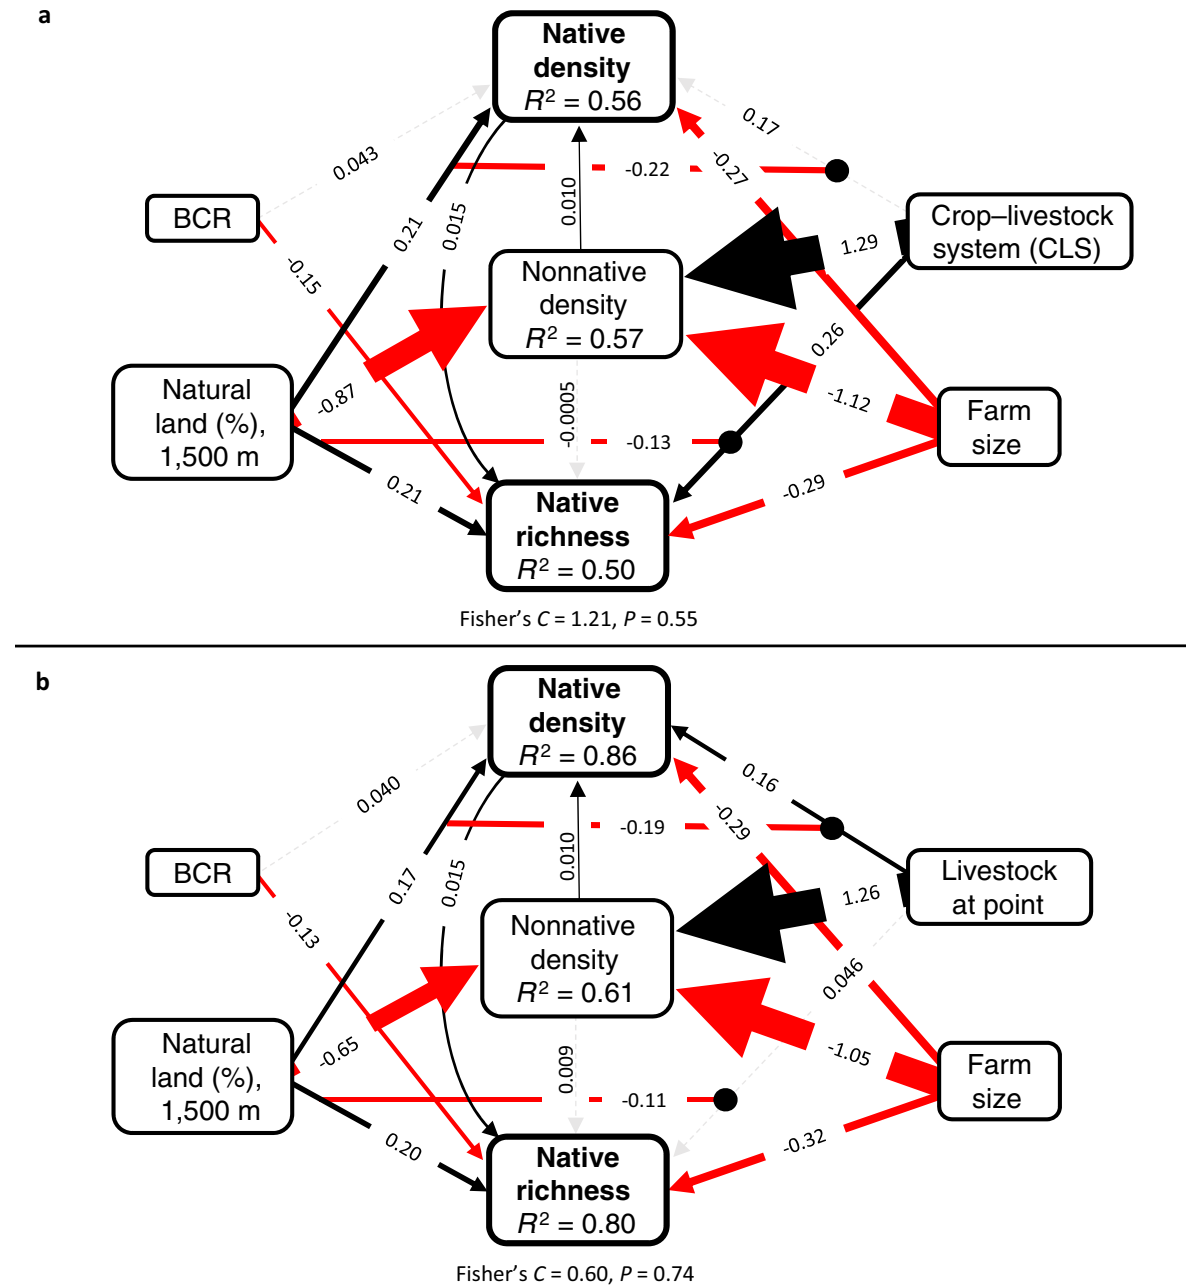 a
Native
density
R² = 0.56
0.043
0.17
-0.22
-0.27
BCR
0.21
0.015
0.010
Crop–livestock
system (CLS)
1.29
-0.15
Nonnative
density
R² = 0.57
0.26
Natural
land (%),
1,500 m
-0.87
-0.0005
-1.12
Farm
size
-0.13
0.21
-0.29
Native
richness
R² = 0.50
Fisher’s C = 1.21, P = 0.55
b
Native
density
R² = 0.86
0.040
0.16
-0.19
-0.29
BCR
0.17
0.015
0.010
Livestock
at point
1.26
-0.13
Nonnative
density
R² = 0.61
0.046
Natural
land (%),
1,500 m
-0.65
0.009
-1.05
Farm
size
-0.11
0.20
-0.32
Native
richness
R² = 0.80
Fisher’s C = 0.60, P = 0.74